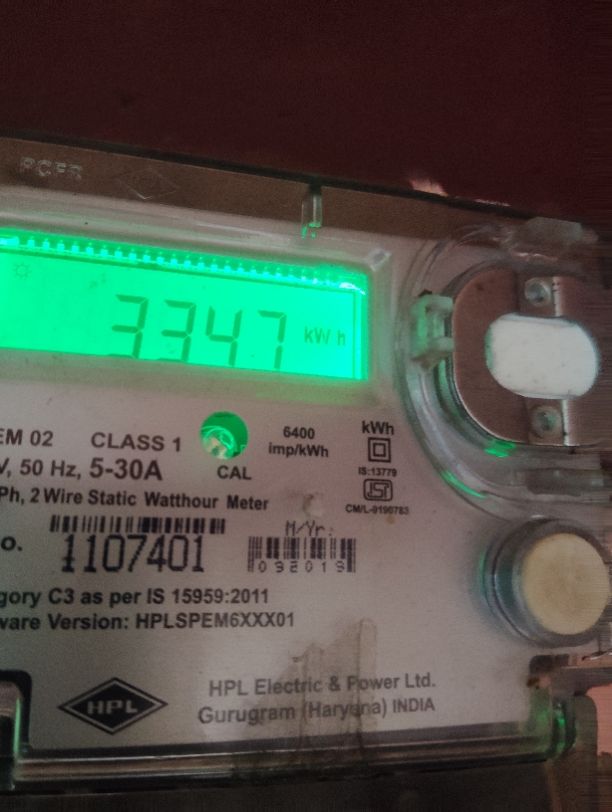 PCFR
3347 kWh
EM 02 CLASS 1
6400
imp/kWh
kWh
V, 50 Hz, 5-30A
CAL
IS:13779
Ph, 2 Wire Static Watthour Meter
CM/L-9190783
M/Yr.
o. 1107401
092019
gory C3 as per IS 15959:2011
ware Version: HPLSPEM6XXX01
HPL
HPL Electric & Power Ltd.
Gurugram (Haryana) INDIA